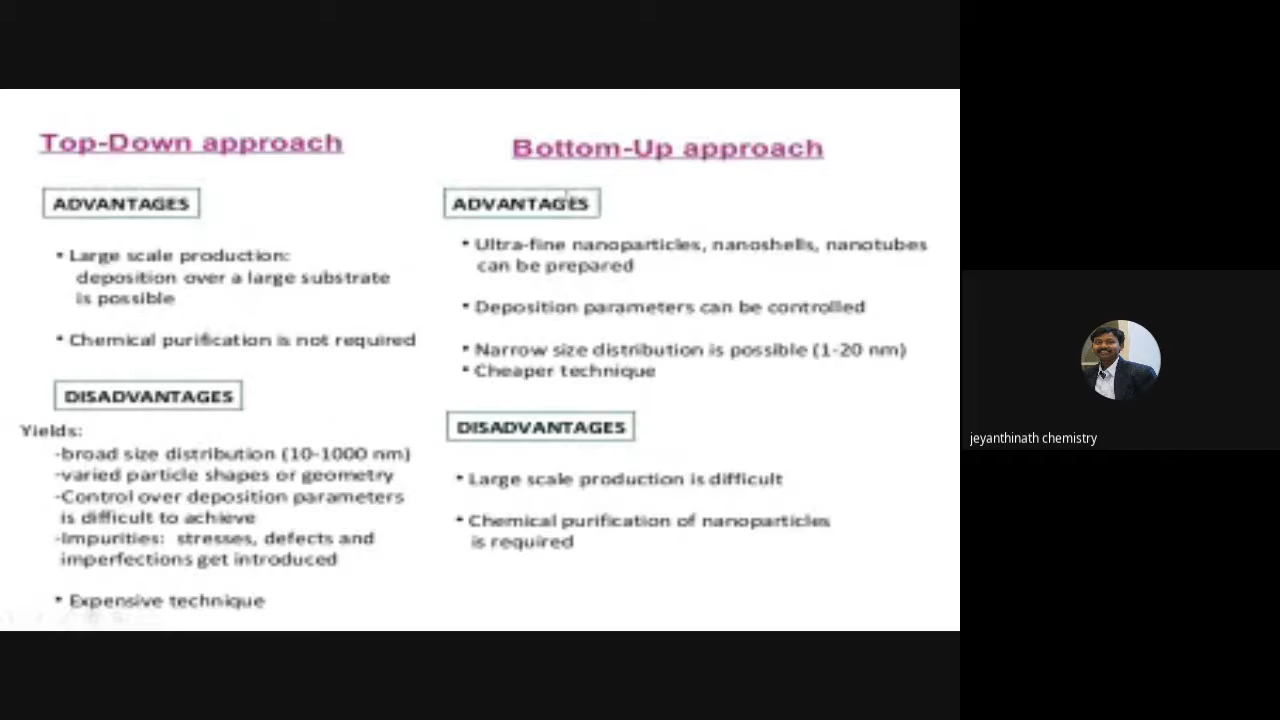 Top-Down approach
ADVANTAGES
• Large scale production:
deposition over a large substrate
is possible
• Chemical purification is not required
DISADVANTAGES
Yields:
-broad size distribution (10-1000 nm)
-varied particle shapes or geometry
-Control over deposition parameters
is difficult to achieve
-Impurities: stresses, defects and
imperfections get introduced
• Expensive technique
Bottom-Up approach
ADVANTAGES
• Ultra-fine nanoparticles, nanoshells, nanotubes
can be prepared
• Deposition parameters can be controlled
• Narrow size distribution is possible (1-20 nm)
• Cheaper technique
DISADVANTAGES
• Large scale production is difficult
• Chemical purification of nanoparticles
is required
jeyanthinath chemistry